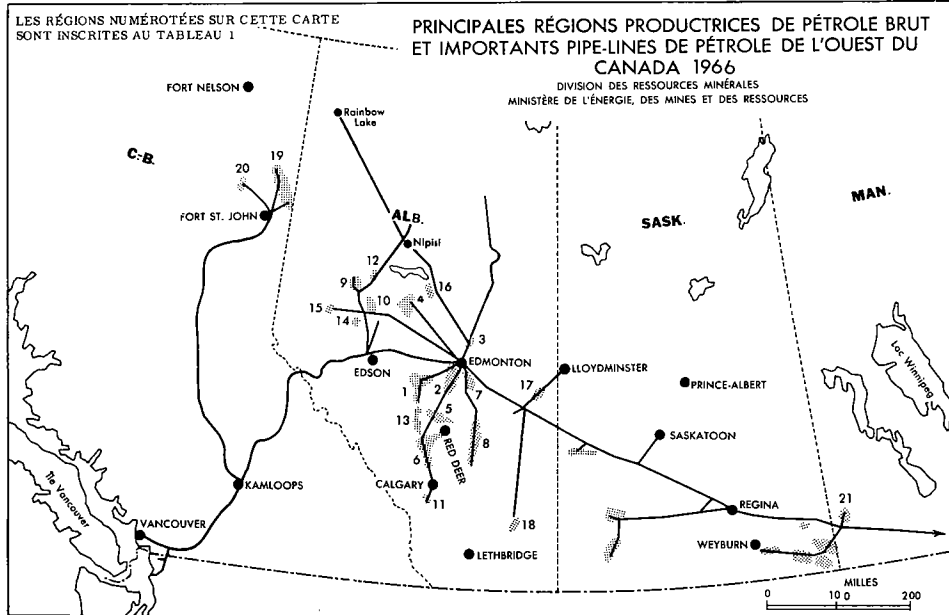 LES RÉGIONS NUMÉROTÉES SUR CETTE CARTE
SONT INSCRITES AU TABLEAU 1
PRINCIPALES RÉGIONS PRODUCTRICES DE PÉTROLE BRUT
ET IMPORTANTS PIPE-LINES DE PÉTROLE DE L'OUEST DU
CANADA 1966
DIVISION DES RESSOURCES MINÉRALES
MINISTÈRE DE L'ÉNERGIE, DES MINES ET DES RESSOURCES
FORT NELSON
Rainbow
Lake
C.-B.
19
20
MAN.
FORT ST. JOHN
ALB.
SASK.
Nipisi
12
9
16
15
10
4
14
3
EDMONTON
EDSON
LLOYDMINSTER
Lac Winnipeg
1
2
7
17
PRINCE-ALBERT
13
5
RED DEER
8
SASKATOON
6
KAMLOOPS
CALGARY
11
Île Vancouver
VANCOUVER
18
REGINA
21
WEYBURN
LETHBRIDGE
MILLES
0
100
200